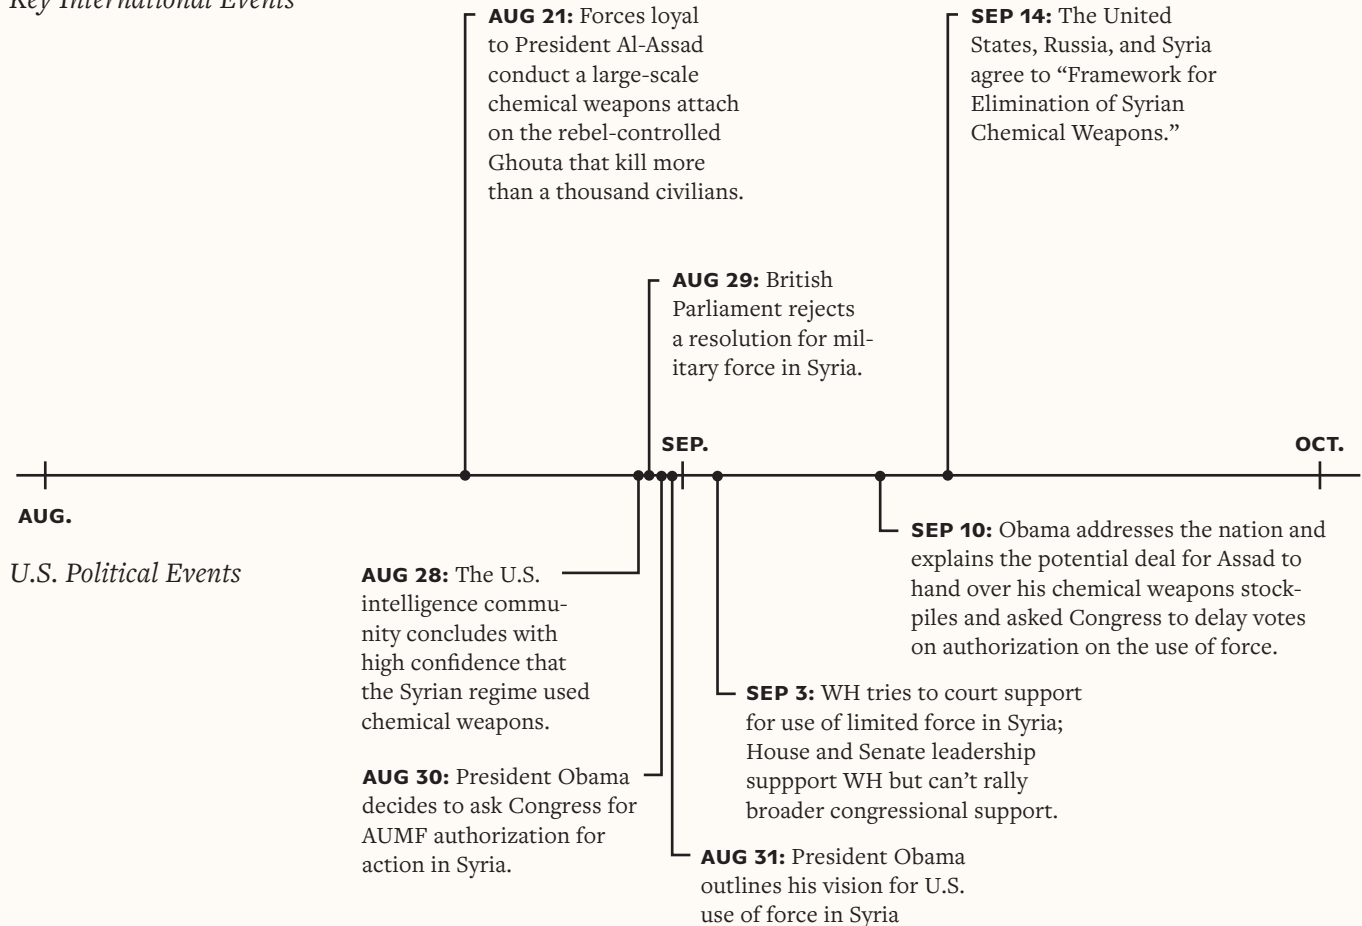 Key International Events
AUG 21: Forces loyal
to President Al-Assad
conduct a large-scale
chemical weapons attach
on the rebel-controlled
Ghouta that kill more
than a thousand civilians.
SEP 14: The United
States, Russia, and Syria
agree to “Framework for
Elimination of Syrian
Chemical Weapons.”
AUG 29: British
Parliament rejects
a resolution for mil-
itary force in Syria.
SEP.
OCT.
AUG.
U.S. Political Events
AUG 28: The U.S.
intelligence commu-
nity concludes with
high confidence that
the Syrian regime used
chemical weapons.
SEP 10: Obama addresses the nation and
explains the potential deal for Assad to
hand over his chemical weapons stock-
piles and asked Congress to delay votes
on authorization on the use of force.
SEP 3: WH tries to court support
for use of limited force in Syria;
House and Senate leadership
suppport WH but can’t rally
broader congressional support.
AUG 30: President Obama
decides to ask Congress for
AUMF authorization for
action in Syria.
AUG 31: President Obama
outlines his vision for U.S.
use of force in Syria